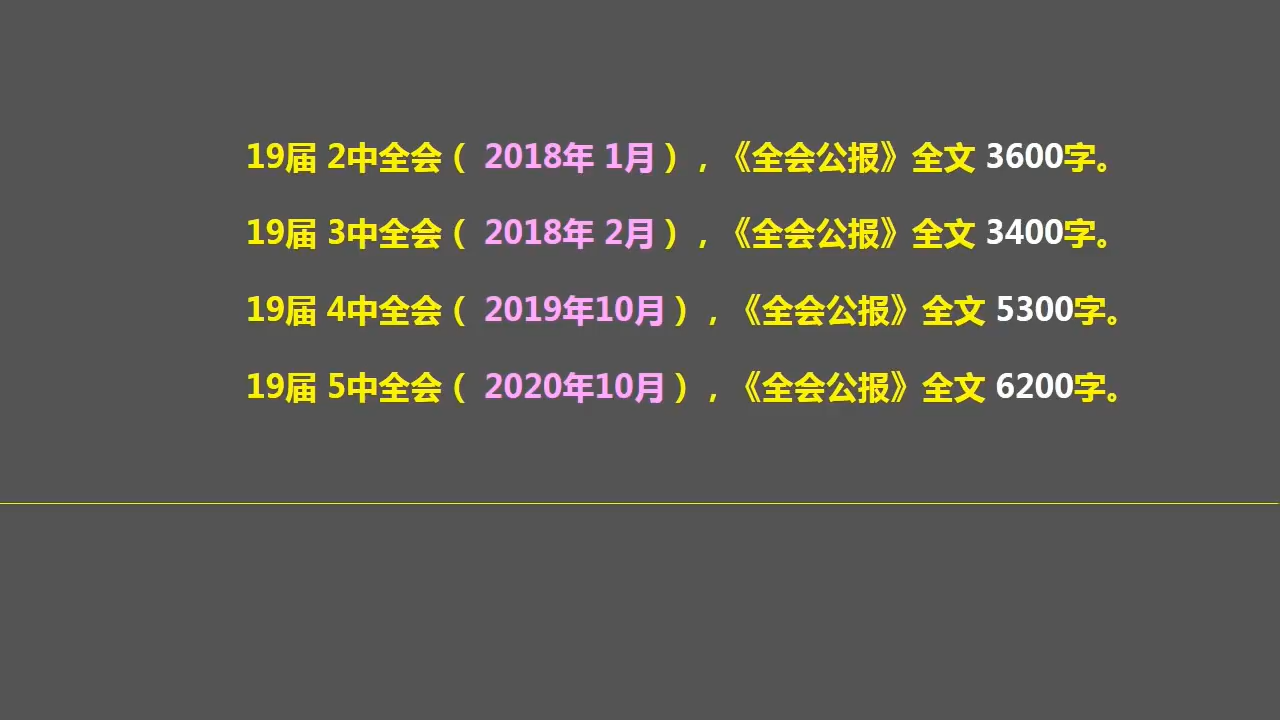 19届 2中全会（ 2018年 1月），《全会公报》全文 3600字。
19届 3中全会（ 2018年 2月），《全会公报》全文 3400字。
19届 4中全会（ 2019年10月），《全会公报》全文 5300字。
19届 5中全会（ 2020年10月），《全会公报》全文 6200字。